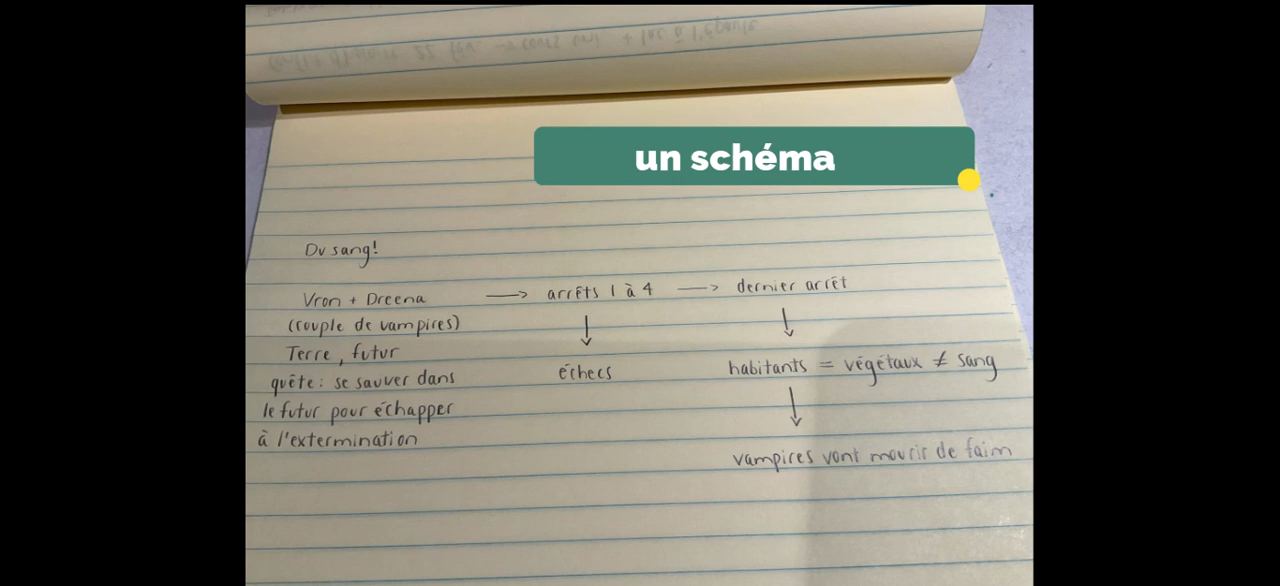 un schéma
Du sang!
Vron + Dreena → arrêts 1 à 4 → dernier arrêt
(couple de vampires) ↓ ↓
Terre, futur
quête: se sauver dans échecs habitants = végétaux ≠ sang
le futur pour échapper ↓
à l'extermination
vampires vont mourir de faim